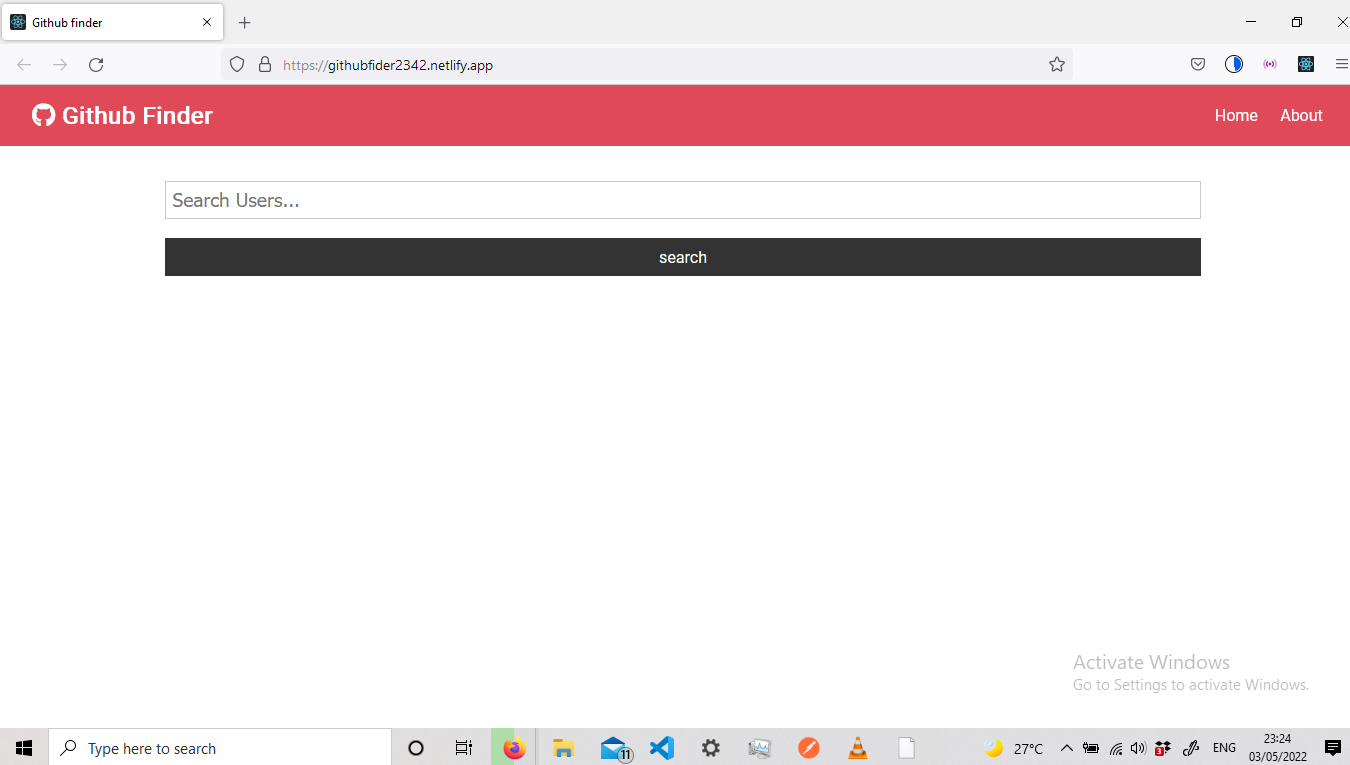 Github finder
https://githubfider2342.netlify.app
Github Finder
Home About
Search Users...
search
Activate Windows
Go to Settings to activate Windows.
Type here to search
11
27°C
3
ENG
23:24
03/05/2022